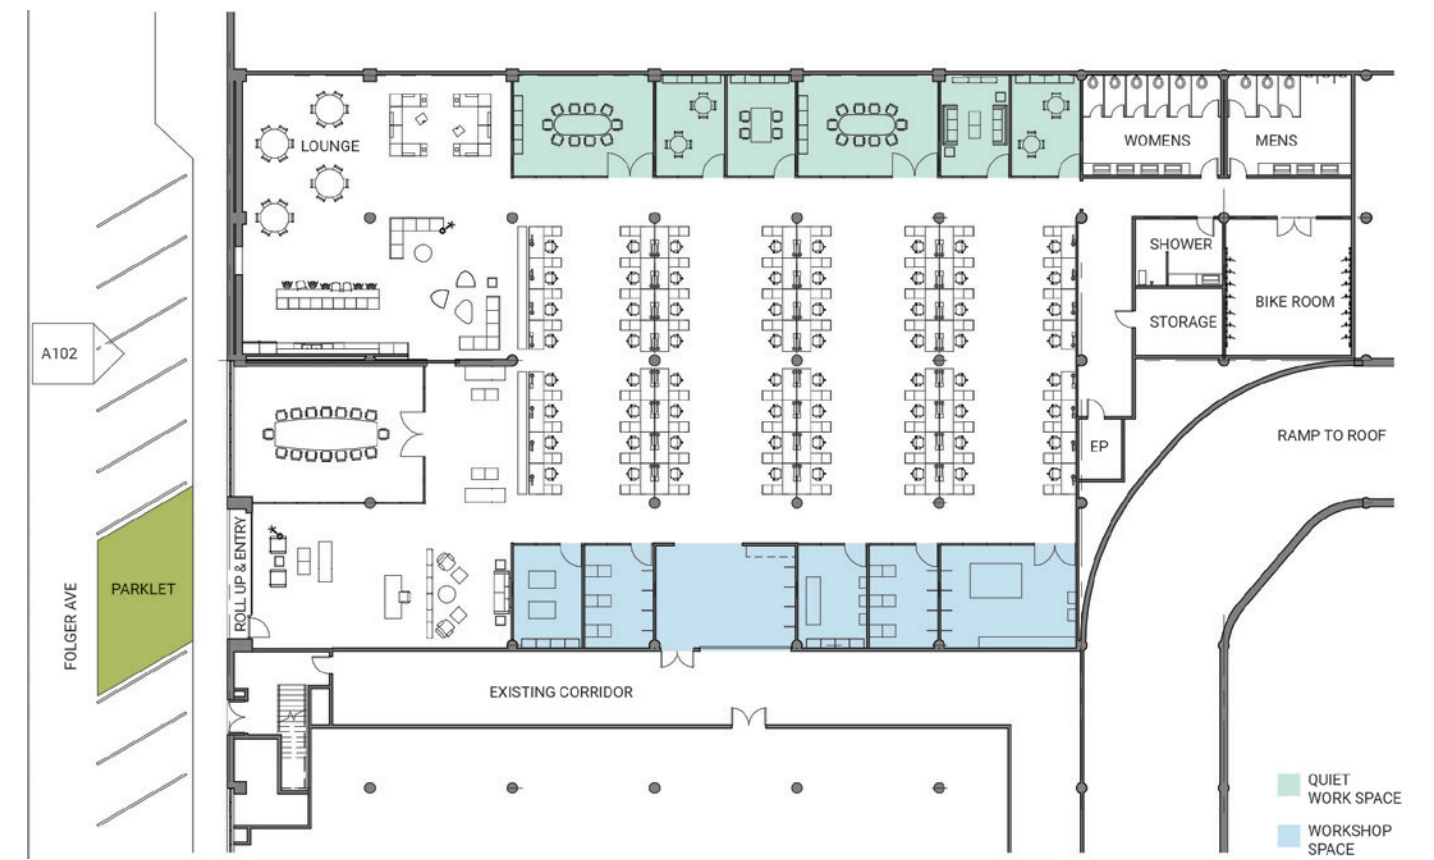 LOUNGE
WOMENS
MENS
SHOWER
BIKE ROOM
STORAGE
A102
RAMP TO ROOF
EP
ROLL UP & ENTRY
PARKLET
FOLGER AVE
EXISTING CORRIDOR
QUIET
WORK SPACE
WORKSHOP
SPACE